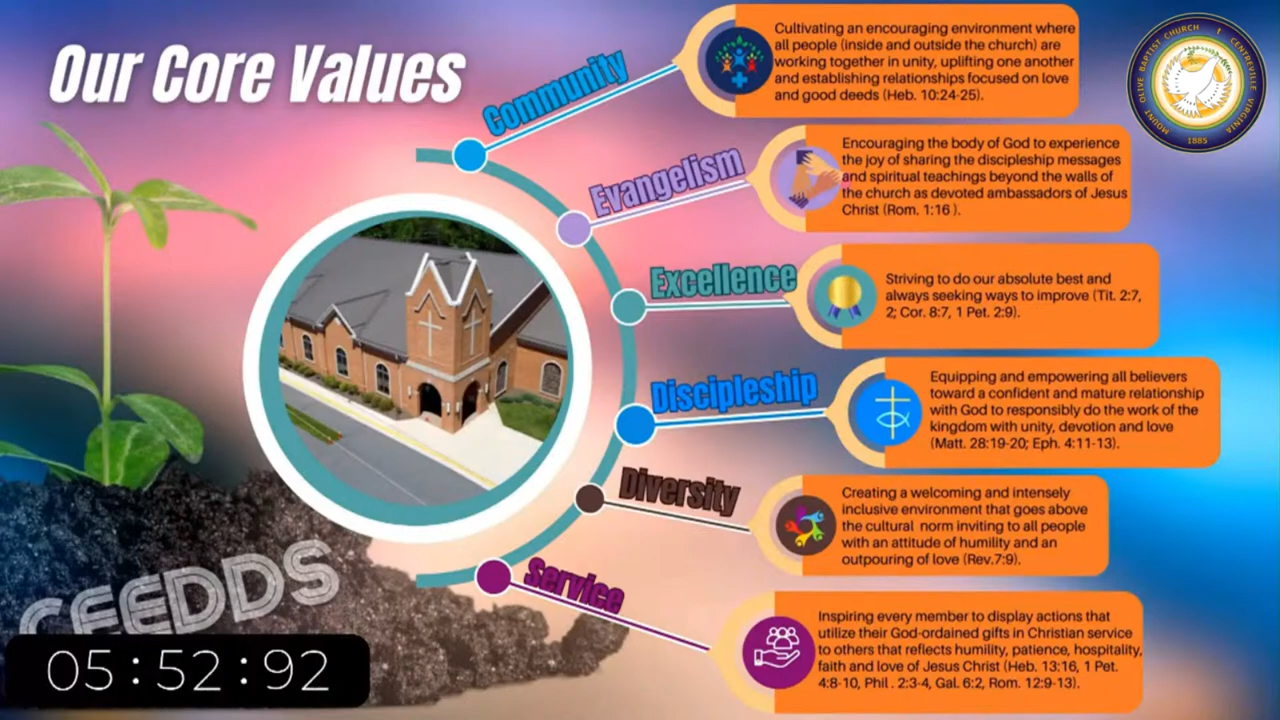 Our Core Values
Community
Cultivating an encouraging environment where
all people (inside and outside the church) are
working together in unity, uplifting one another
and establishing relationships focused on love
and good deeds (Heb. 10:24-25).
MOUNT OLIVE BAPTIST CHURCH † CENTREVILLE VIRGINIA
1885
Evangelism
Encouraging the body of God to experience
the joy of sharing the discipleship messages
and spiritual teachings beyond the walls of
the church as devoted ambassadors of Jesus
Christ (Rom. 1:16 ).
Excellence
Striving to do our absolute best and
always seeking ways to improve (Tit. 2:7,
2; Cor. 8:7, 1 Pet. 2:9).
Discipleship
Equipping and empowering all believers
toward a confident and mature relationship
with God to responsibly do the work of the
kingdom with unity, devotion and love
(Matt. 28:19-20; Eph. 4:11-13).
Diversity
Creating a welcoming and intensely
inclusive environment that goes above
the cultural norm inviting to all people
with an attitude of humility and an
outpouring of love (Rev.7:9).
Service
Inspiring every member to display actions that
utilize their God-ordained gifts in Christian service
to others that reflects humility, patience, hospitality,
faith and love of Jesus Christ (Heb. 13:16, 1 Pet.
4:8-10, Phil . 2:3-4, Gal. 6:2, Rom. 12:9-13).
CEEDDS
05:52:92